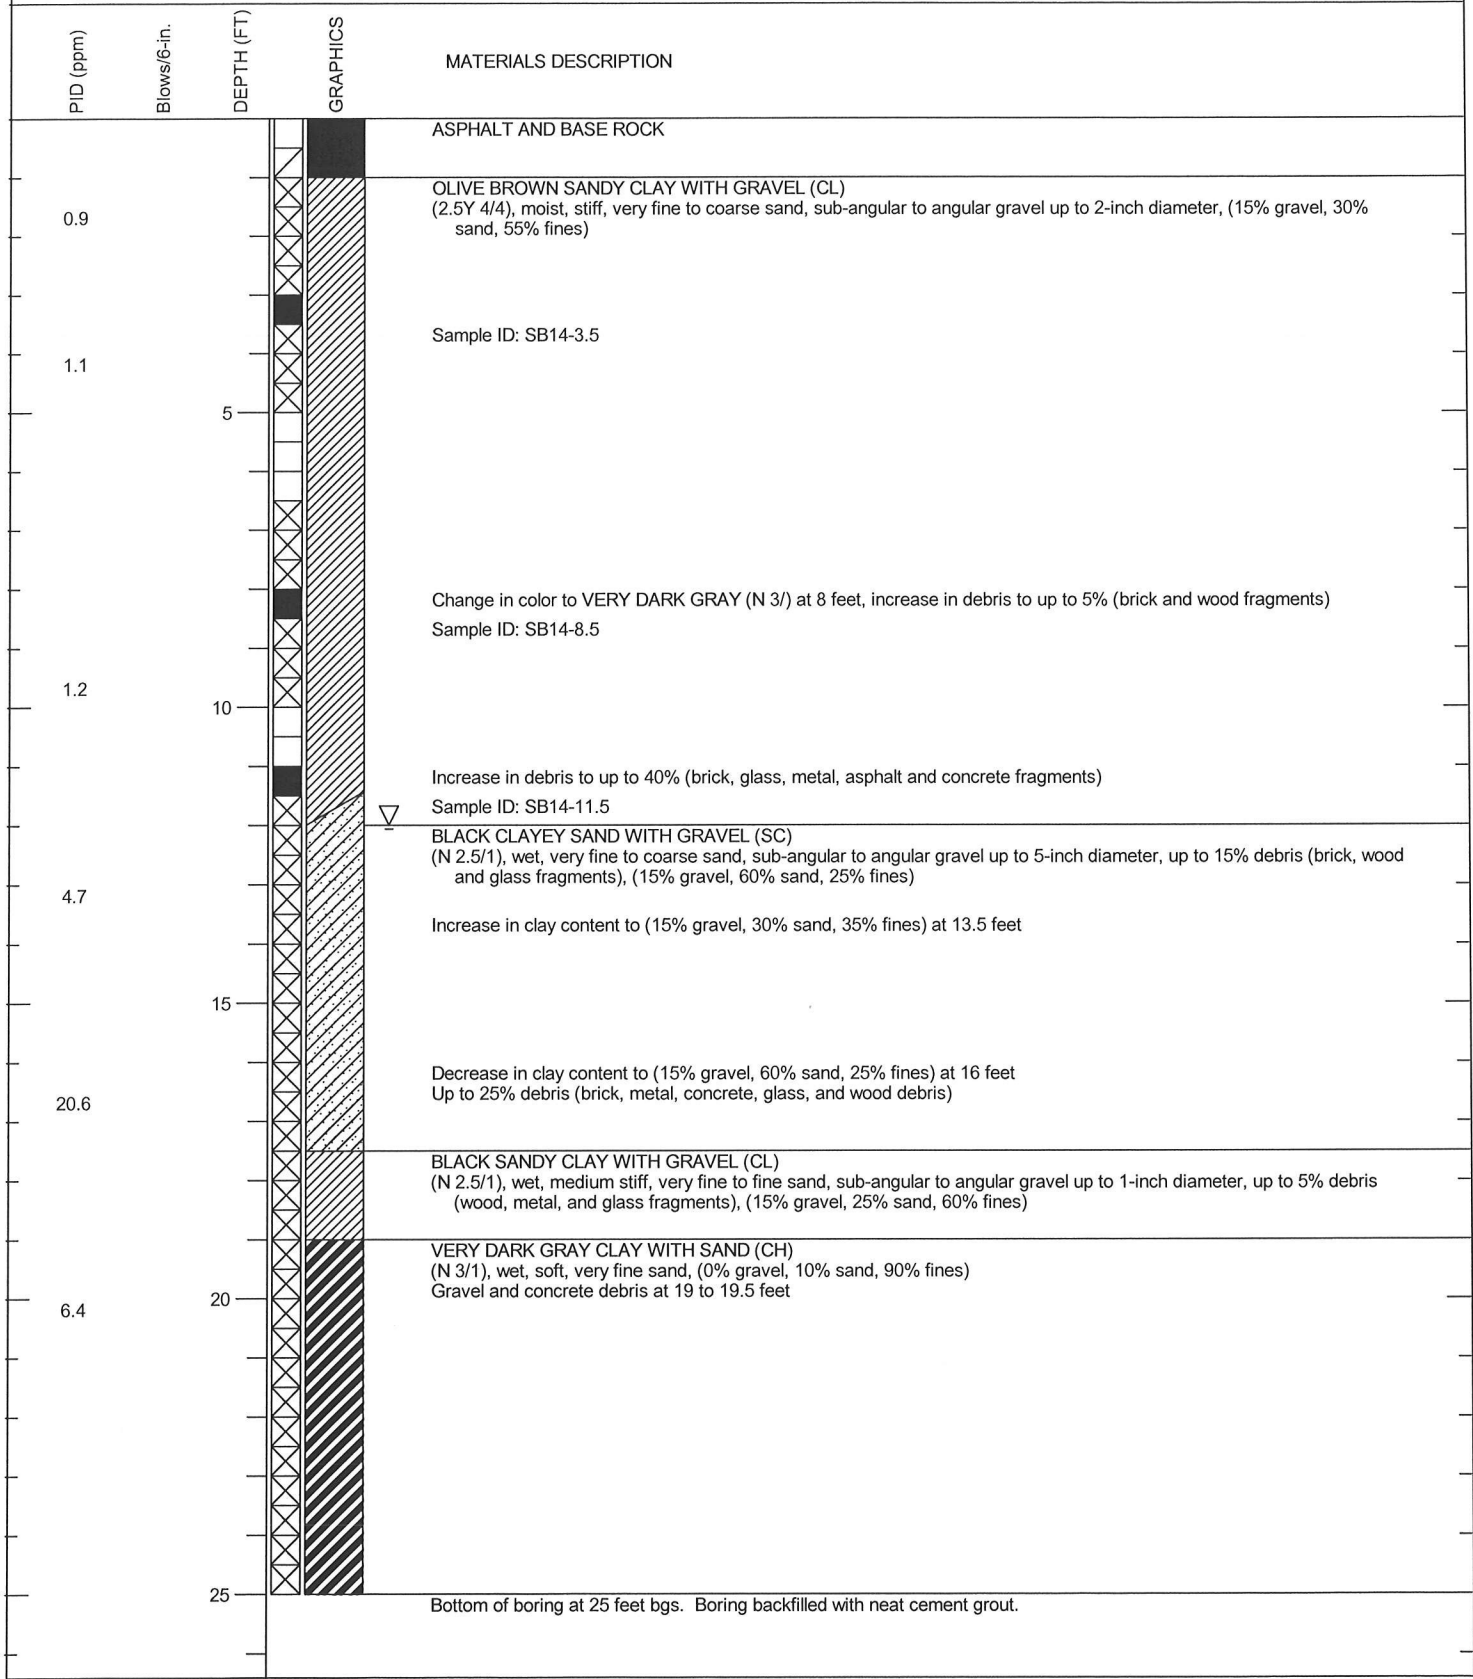 PID (ppm)
Blows/6-in.
DEPTH (FT)
GRAPHICS
MATERIALS DESCRIPTION
ASPHALT AND BASE ROCK
OLIVE BROWN SANDY CLAY WITH GRAVEL (CL)
(2.5Y 4/4), moist, stiff, very fine to coarse sand, sub-angular to angular gravel up to 2-inch diameter, (15% gravel, 30%
0.9
sand, 55% fines)
Sample ID: SB14-3.5
1.1
5
Change in color to VERY DARK GRAY (N 3/) at 8 feet, increase in debris to up to 5% (brick and wood fragments)
Sample ID: SB14-8.5
1.2
10
Increase in debris to up to 40% (brick, glass, metal, asphalt and concrete fragments)
Sample ID: SB14-11.5
BLACK CLAYEY SAND WITH GRAVEL (SC)
(N 2.5/1), wet, very fine to coarse sand, sub-angular to angular gravel up to 5-inch diameter, up to 15% debris (brick, wood
and glass fragments), (15% gravel, 60% sand, 25% fines)
4.7
Increase in clay content to (15% gravel, 30% sand, 35% fines) at 13.5 feet
15
Decrease in clay content to (15% gravel, 60% sand, 25% fines) at 16 feet
Up to 25% debris (brick, metal, concrete, glass, and wood debris)
20.6
BLACK SANDY CLAY WITH GRAVEL (CL)
(N 2.5/1), wet, medium stiff, very fine to fine sand, sub-angular to angular gravel up to 1-inch diameter, up to 5% debris
(wood, metal, and glass fragments), (15% gravel, 25% sand, 60% fines)
VERY DARK GRAY CLAY WITH SAND (CH)
(N 3/1), wet, soft, very fine sand, (0% gravel, 10% sand, 90% fines)
Gravel and concrete debris at 19 to 19.5 feet
20
6.4
25
Bottom of boring at 25 feet bgs. Boring backfilled with neat cement grout.